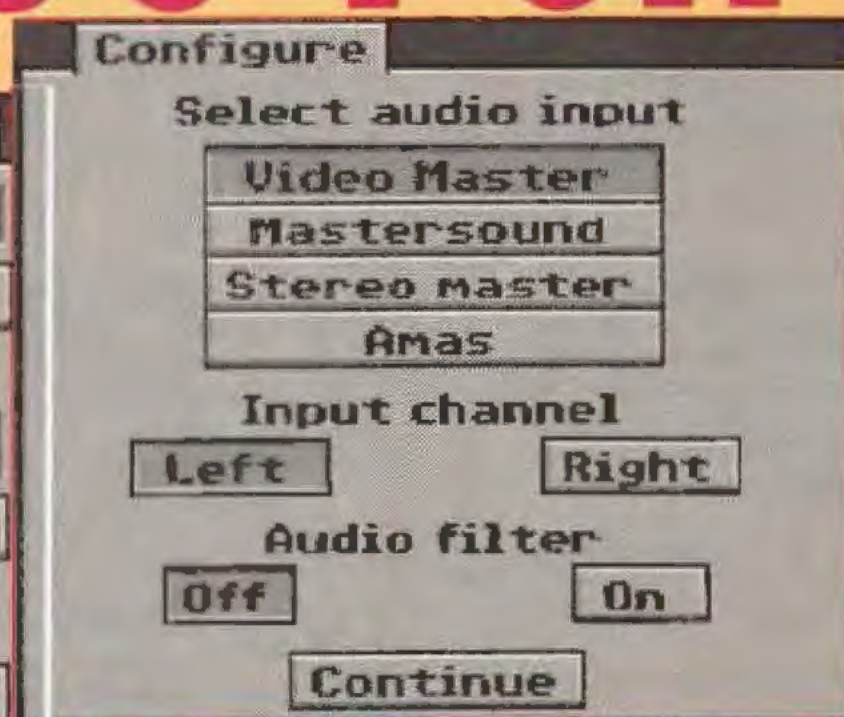 Configure
Select audio input
Video Master
Mastersound
Stereo master
Amas
Input channel
Left Right
Audio filter
Off On
Continue